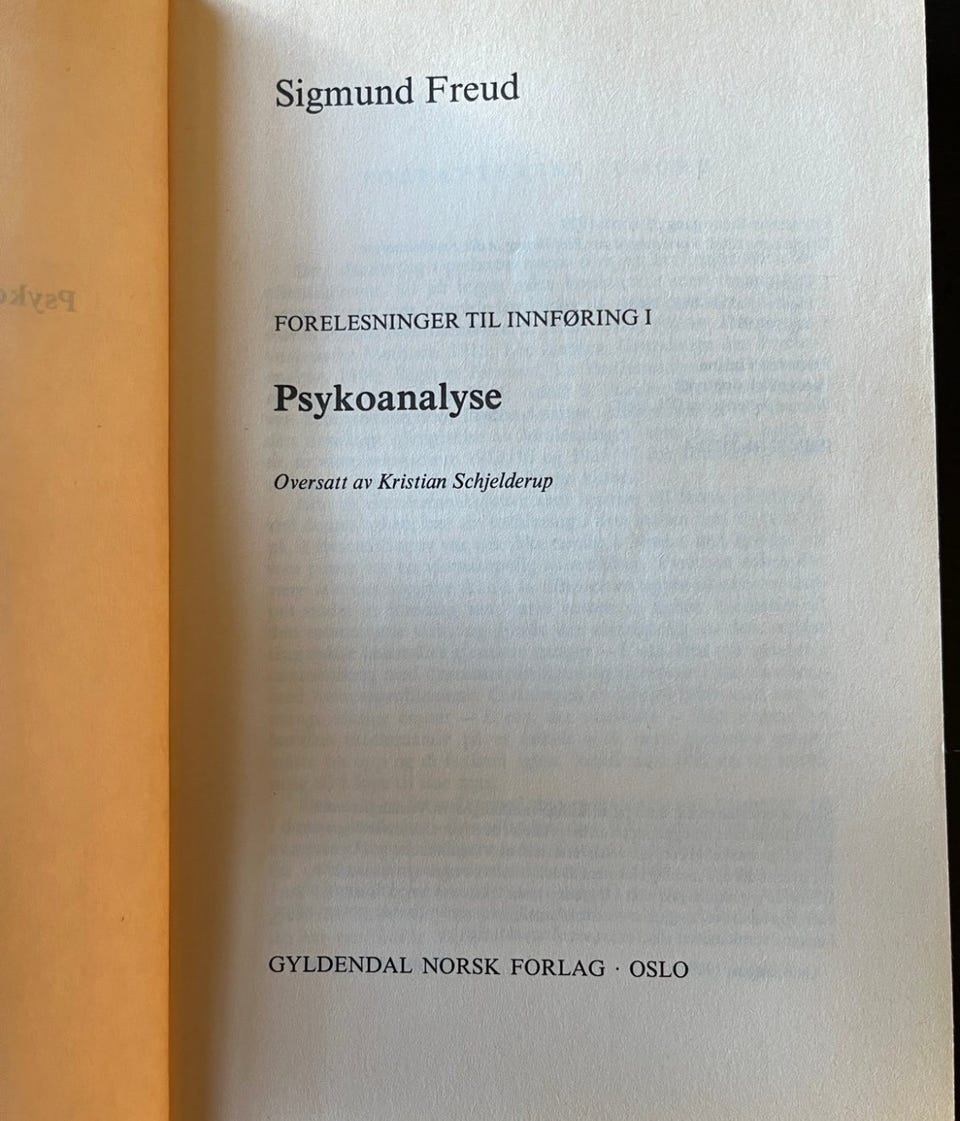 Sigmund Freud
FORELESNINGER TIL INNFØRING I
Psykoanalyse
Oversatt av Kristian Schjelderup
GYLDENDAL NORSK FORLAG · OSLO